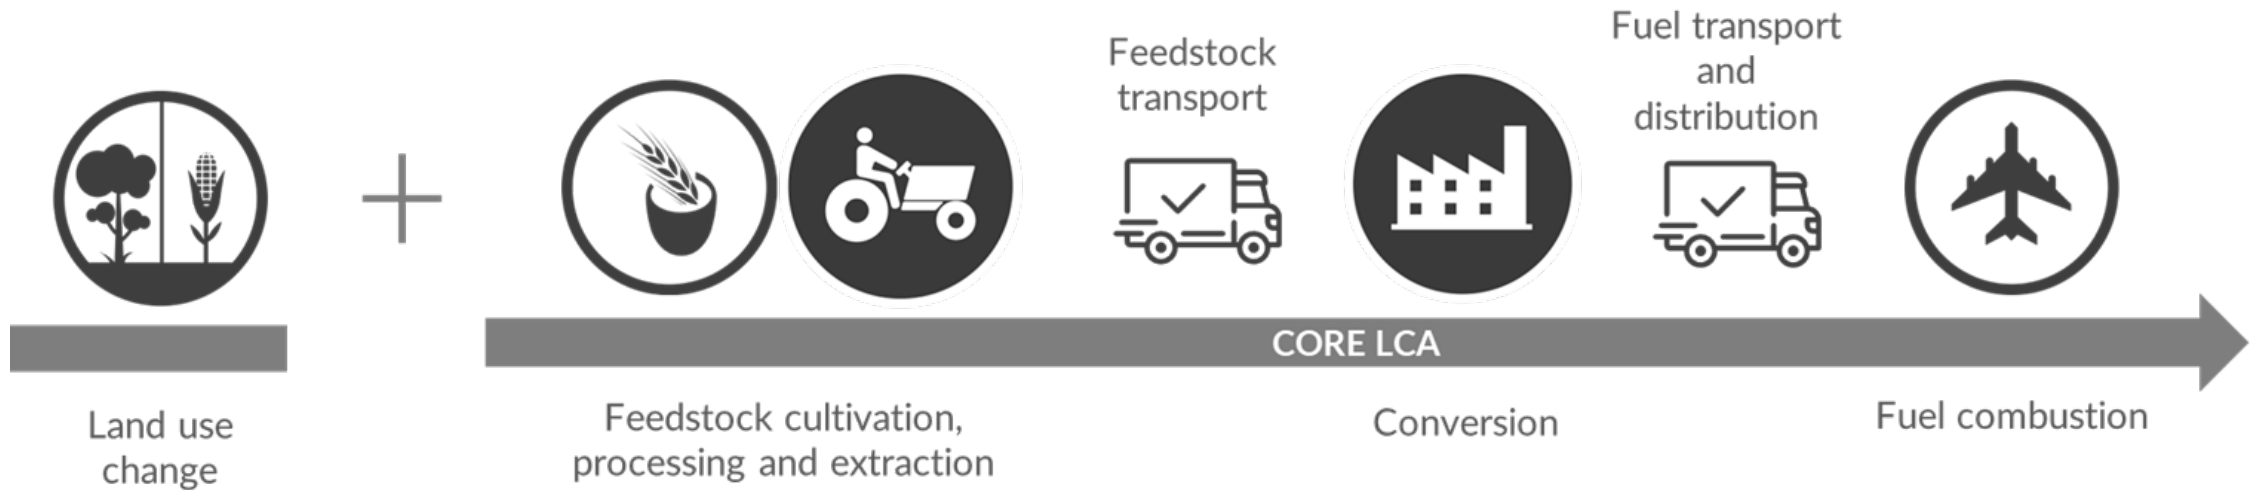 Feedstock
transport
Fuel transport
and
distribution
CORE LCA
Land use
change
Feedstock cultivation,
processing and extraction
Conversion
Fuel combustion